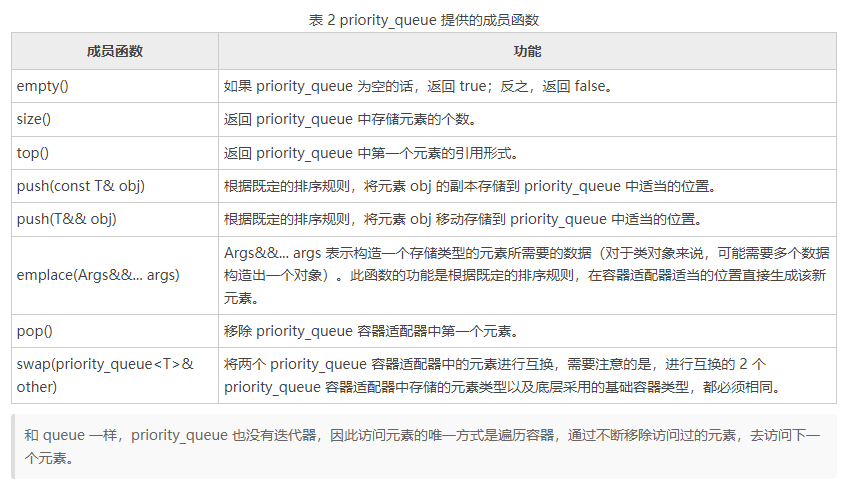 表 2 priority_queue 提供的成员函数
成员函数
功能
empty()
如果 priority_queue 为空的话，返回 true；反之，返回 false。
size()
返回 priority_queue 中存储元素的个数。
top()
返回 priority_queue 中第一个元素的引用形式。
push(const T& obj)
根据既定的排序规则，将元素 obj 的副本存储到 priority_queue 中适当的位置。
push(T&& obj)
根据既定的排序规则，将元素 obj 移动存储到 priority_queue 中适当的位置。
emplace(Args&&... args)
Args&&... args 表示构造一个存储类型的元素所需要的数据（对于类对象来说，可能需要多个数据
构造出一个对象）。此函数的功能是根据既定的排序规则，在容器适配器适当的位置直接生成该新
元素。
pop()
移除 priority_queue 容器适配器中第一个元素。
swap(priority_queue<T>&
other)
将两个 priority_queue 容器适配器中的元素进行互换，需要注意的是，进行互换的 2 个
priority_queue 容器适配器中存储的元素类型以及底层采用的基础容器类型，都必须相同。
和 queue 一样，priority_queue 也没有迭代器，因此访问元素的唯一方式是遍历容器，通过不断移除访问过的元素，去访问下一
个元素。